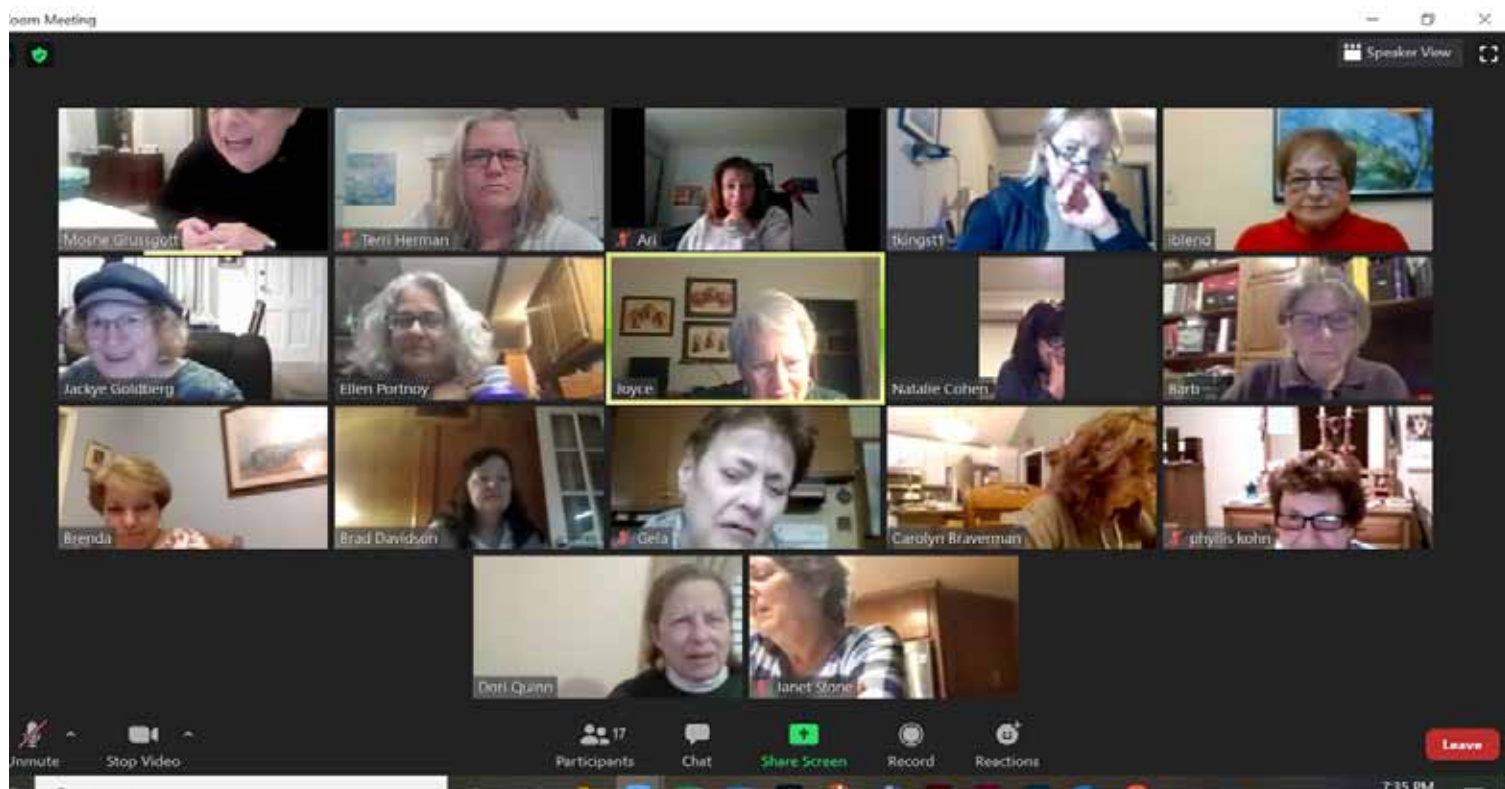 oom Meeting
Speaker View
Moshe Grussgott
Terri Herman
Ari
tkingst1
iblend
Jackye Goldberg
Ellen Portnoy
Joyce
Natalie Cohen
Barb
Brenda
Brad Davidson
Gela
Carolyn Braverman
phyllis kohn
Dori Quinn
Janet Stone
Unmute
Stop Video
17
Participants
Chat
Share Screen
Record
Reactions
Leave
7:35 PM